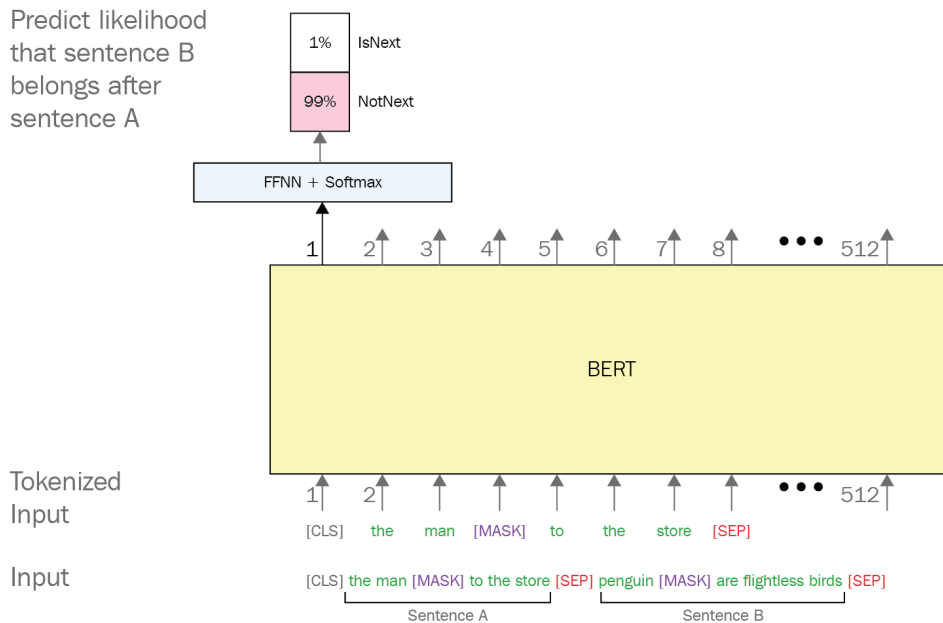 Predict likelihood
that sentence B
belongs after
sentence A
1% IsNext
99% NotNext
FFNN + Softmax
1 2 3 4 5 6 7 8 ••• 512
BERT
Tokenized
Input
1 2 ••• 512
[CLS] the man [MASK] to the store [SEP]
Input
[CLS] the man [MASK] to the store [SEP] penguin [MASK] are flightless birds [SEP]
Sentence A Sentence B